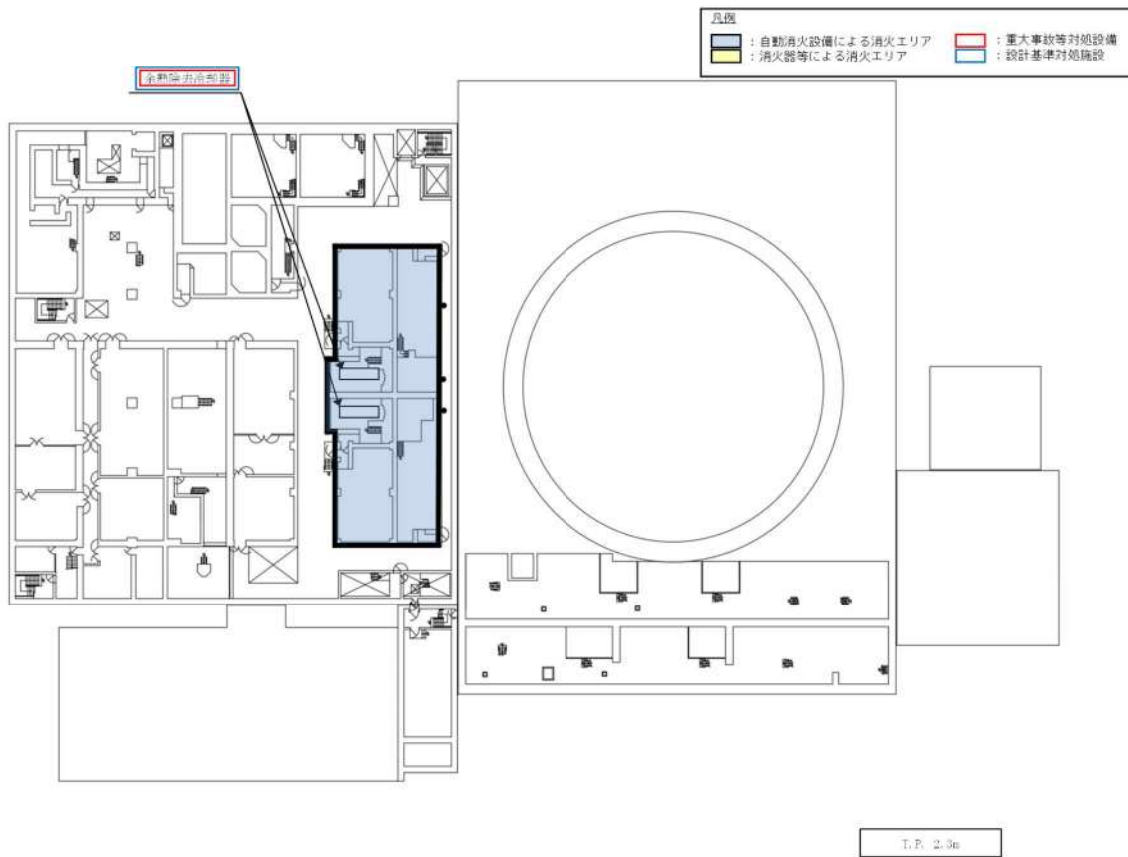 凡例
：自動消火設備による消火エリア
：重大事故等対処設備
：消火器等による消火エリア
：設計基準対処施設
余熱除去冷却器
T.P. 2.3m